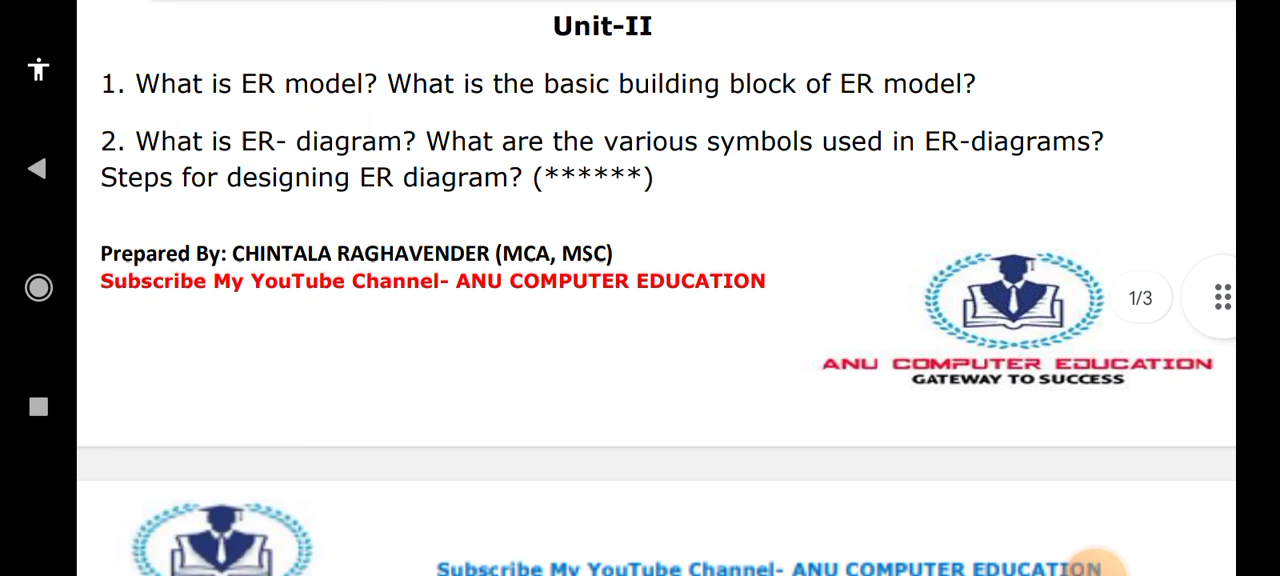 Unit-II
1. What is ER model? What is the basic building block of ER model?
2. What is ER- diagram? What are the various symbols used in ER-diagrams?
Steps for designing ER diagram? (******)
Prepared By: CHINTALA RAGHAVENDER (MCA, MSC)
Subscribe My YouTube Channel- ANU COMPUTER EDUCATION
1/3
ANU COMPUTER EDUCATION
GATEWAY TO SUCCESS
Subscribe My YouTube Channel- ANU COMPUTER EDUCATION